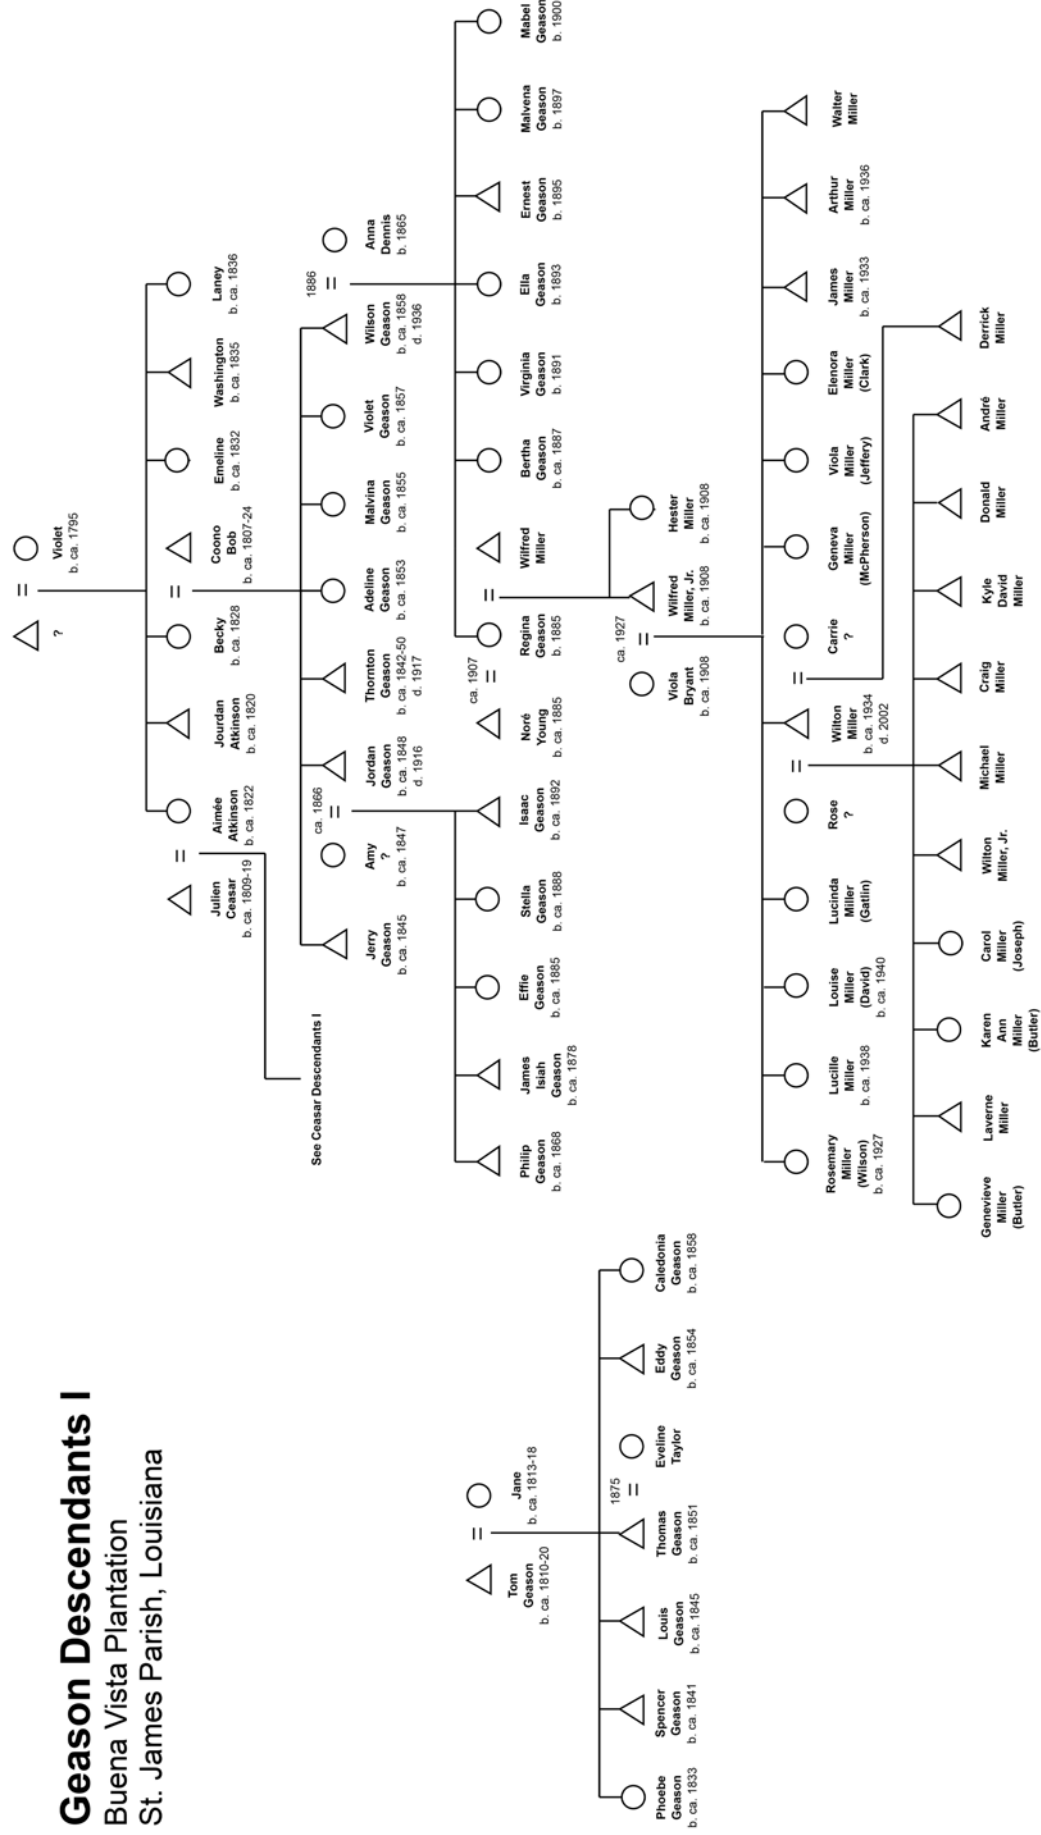 Geason Descendants I
Buena Vista Plantation
St. James Parish, Louisiana
?
=
Violet
b. ca. 1795
Julien
Ceasar
b. ca. 1809-19
=
Aimée
Atkinson
b. ca. 1822
Jourdan
Atkinson
b. ca. 1820
Becky
b. ca. 1828
=
Coono
Bob
b. ca. 1807-24
Emeline
b. ca. 1832
Washington
b. ca. 1835
Laney
b. ca. 1836
See Ceasar Descendants I
Jerry
Geason
b. ca. 1845
Amy
?
b. ca. 1847
ca. 1866
=
Jordan
Geason
b. ca. 1848
d. 1916
Thornton
Geason
b. ca. 1842-50
d. 1917
Adeline
Geason
b. ca. 1853
Malvina
Geason
b. ca. 1855
Violet
Geason
b. ca. 1857
Wilson
Geason
b. ca. 1858
d. 1936
1886
=
Anna
Dennis
b. 1865
Tom
Geason
b. ca. 1810-20
=
Jane
b. ca. 1813-18
Philip
Geason
b. ca. 1868
James
Isiah
Geason
b. ca. 1878
Effie
Geason
b. ca. 1885
Stella
Geason
b. ca. 1888
Isaac
Geason
b. ca. 1892
Noré
Young
b. ca. 1885
ca. 1907
=
Regina
Geason
b. 1885
=
Wilfred
Miller
Bertha
Geason
b. ca. 1887
Virginia
Geason
b. 1891
Ella
Geason
b. 1893
Ernest
Geason
b. 1895
Malvena
Geason
b. 1897
Mabel
Geason
b. 1900
Phoebe
Geason
b. ca. 1833
Spencer
Geason
b. ca. 1841
Louis
Geason
b. ca. 1845
Thomas
Geason
b. ca. 1851
1875
=
Eveline
Taylor
Eddy
Geason
b. ca. 1854
Caledonia
Geason
b. ca. 1858
Viola
Bryant
b. ca. 1908
ca. 1927
=
Wilfred
Miller, Jr.
b. ca. 1908
Hester
Miller
b. ca. 1908
Rosemary
Miller
(Wilson)
b. ca. 1927
Lucille
Miller
b. ca. 1938
Louise
Miller
(David)
b. ca. 1940
Lucinda
Miller
(Gatlin)
Rose
?
=
Wilton
Miller
b. ca. 1934
d. 2002
=
Carrie
?
Geneva
Miller
(McPherson)
Viola
Miller
(Jeffery)
Elenora
Miller
(Clark)
James
Miller
b. ca. 1933
Arthur
Miller
b. ca. 1936
Walter
Miller
Genevieve
Miller
(Butler)
Laverne
Miller
Karen
Ann
Miller
(Butler)
Carol
Miller
(Joseph)
Wilton
Miller, Jr.
Michael
Miller
Craig
Miller
Kyle
David
Miller
Donald
Miller
André
Miller
Derrick
Miller